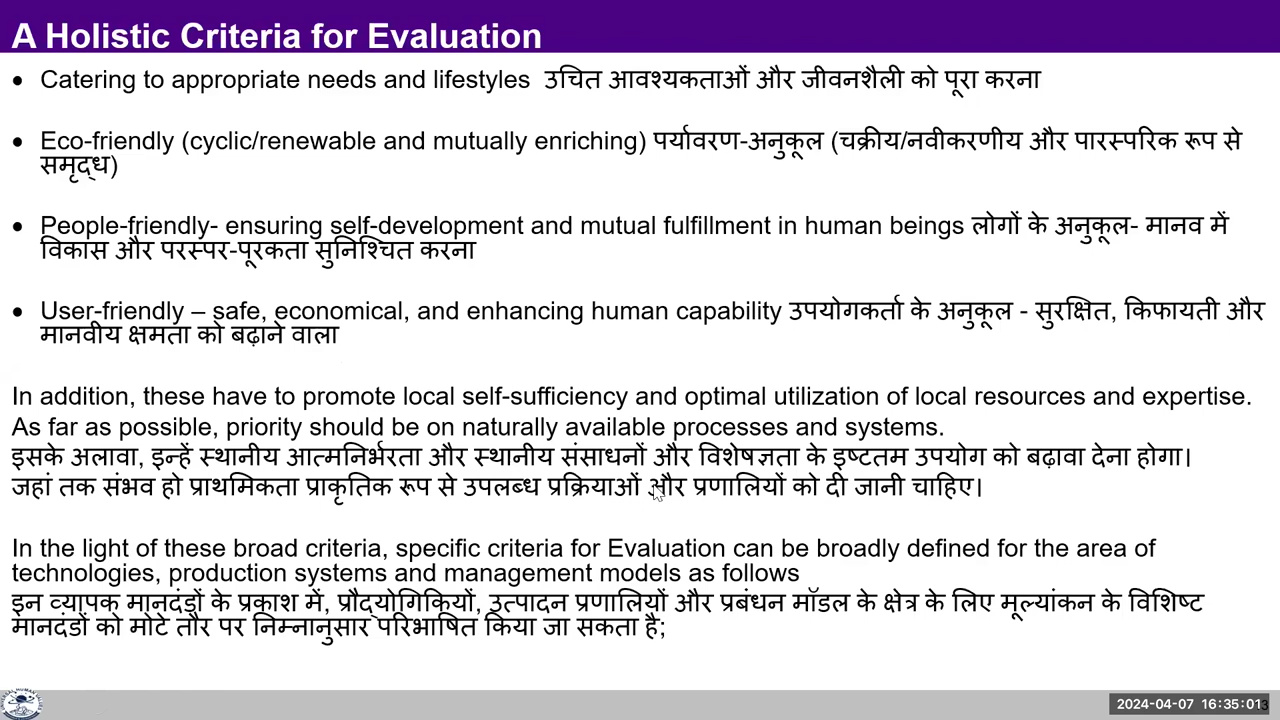 A Holistic Criteria for Evaluation
• Catering to appropriate needs and lifestyles उचित आवश्यकताओं और जीवनशैली को पूरा करना
• Eco-friendly (cyclic/renewable and mutually enriching) पर्यावरण-अनुकूल (चक्रीय/नवीकरणीय और पारस्परिक रूप से
समृद्ध)
• People-friendly- ensuring self-development and mutual fulfillment in human beings लोगों के अनुकूल- मानव में
विकास और परस्पर-पूरकता सुनिश्चित करना
• User-friendly – safe, economical, and enhancing human capability उपयोगकर्ता के अनुकूल - सुरक्षित, किफायती और
मानवीय क्षमता को बढ़ाने वाला
In addition, these have to promote local self-sufficiency and optimal utilization of local resources and expertise.
As far as possible, priority should be on naturally available processes and systems.
इसके अलावा, इन्हें स्थानीय आत्मनिर्भरता और स्थानीय संसाधनों और विशेषज्ञता के इष्टतम उपयोग को बढ़ावा देना होगा।
जहां तक संभव हो प्राथमिकता प्राकृतिक रूप से उपलब्ध प्रक्रियाओं और प्रणालियों को दी जानी चाहिए।
In the light of these broad criteria, specific criteria for Evaluation can be broadly defined for the area of
technologies, production systems and management models as follows
इन व्यापक मानदंडों के प्रकाश में, प्रौद्योगिकियों, उत्पादन प्रणालियों और प्रबंधन मॉडल के क्षेत्र के लिए मूल्यांकन के विशिष्ट
मानदंडों को मोटे तौर पर निम्नानुसार परिभाषित किया जा सकता है;
2024-04-07 16:35:01